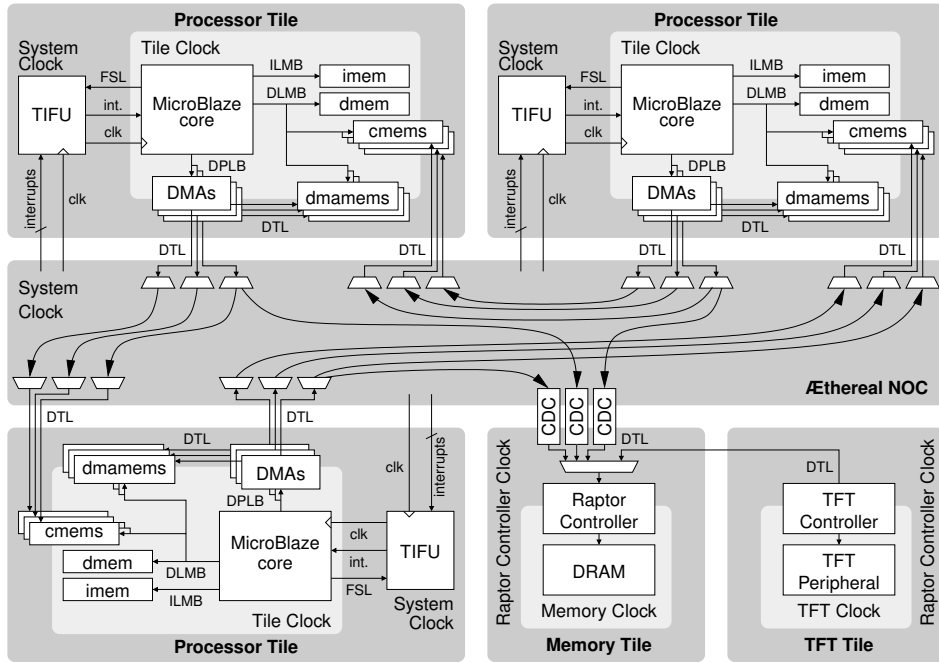 Processor Tile
System
Clock
Tile Clock
FSL
int.
clk
TIFU
MicroBlaze
core
ILMB
DLMB
imem
dmem
cmems
DPLB
DMAs
dmamems
DTL
interrupts
clk
DTL
DTL
Processor Tile
System
Clock
Tile Clock
FSL
int.
clk
TIFU
MicroBlaze
core
ILMB
DLMB
imem
dmem
cmems
DPLB
DMAs
dmamems
DTL
interrupts
clk
DTL
DTL
System
Clock
Æthereal NOC
DTL
DTL
DTL
dmamems
DMAs
DPLB
cmems
dmem
imem
DLMB
ILMB
MicroBlaze
core
clk
int.
FSL
TIFU
clk
interrupts
System
Clock
Tile Clock
Processor Tile
CDC
CDC
CDC
DTL
Raptor Controller Clock
Raptor
Controller
DRAM
Memory Clock
Memory Tile
DTL
TFT
Controller
TFT
Peripheral
TFT Clock
TFT Tile
Raptor Controller Clock